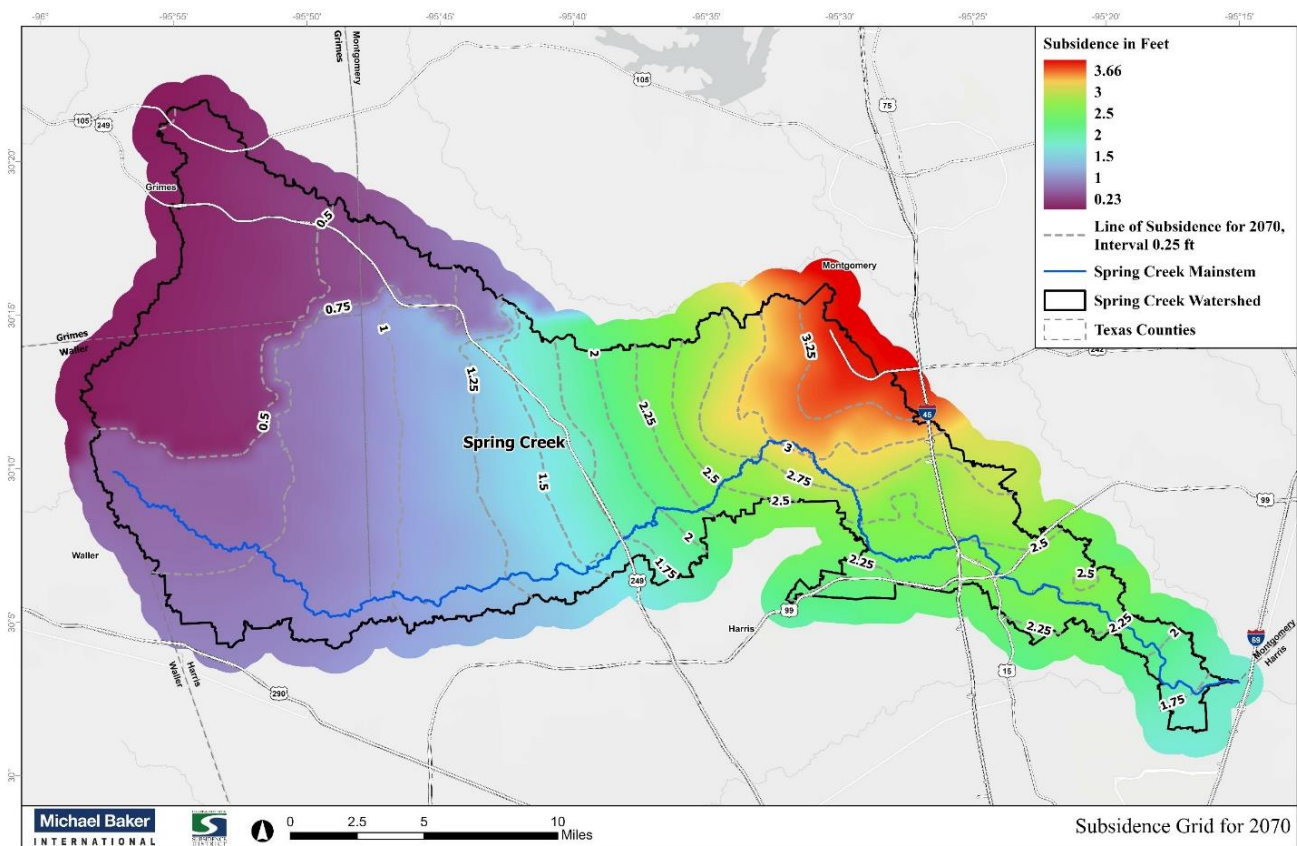 -96°
-95°55
-95°50
-95°45
-95°40
-95°35
-95°30
-95°25
-95°20
-95°15
30°20
30°15
30°10
30°5
30°
Grimes
Montgomery
105
75
105
249
Grimes
0.5
0.75
1
Grimes
Waller
0.5
1.25
Spring Creek
1.5
2
2.25
2.5
2.5
2.75
3
3.25
Montgomery
242
45
99
2
1.75
249
2.25
2.5
2.5
Waller
Harris
99
2.25
2.25
2
69
Montgomery
Harris
1.75
15
Waller
Harris
290
Subsidence in Feet
3.66
3
2.5
2
1.5
1
0.23
Line of Subsidence for 2070,
Interval 0.25 ft
Spring Creek Mainstem
Spring Creek Watershed
Texas Counties
Michael Baker
INTERNATIONAL
SUBSIDENCE
DISTRICT
0 2.5 5 10
Miles
Subsidence Grid for 2070